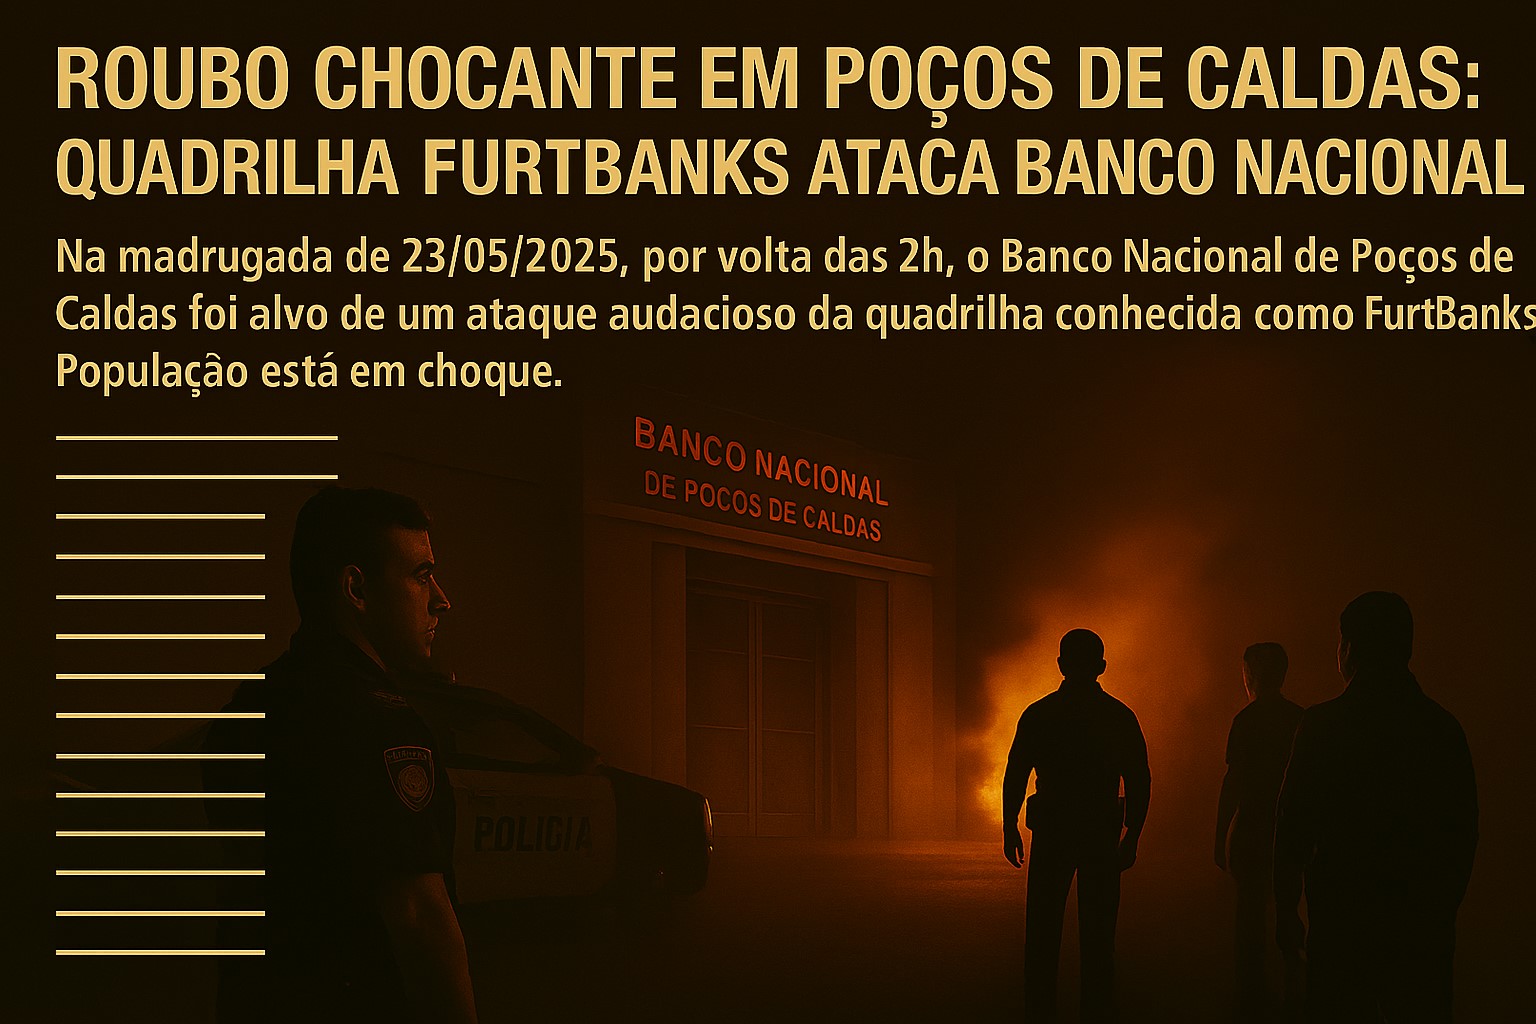 ROUBO CHOCANTE EM POÇOS DE CALDAS:
QUADRILHA FURTBANKS ATACA BANCO NACIONAL
Na madrugada de 23/05/2025, por volta das 2h, o Banco Nacional de Poços de
Caldas foi alvo de um ataque audacioso da quadrilha conhecida como FurtBanks
Populaçâo está em choque.
BANCO NACIONAL
DE POCOS DE CALDAS
POLIGIA